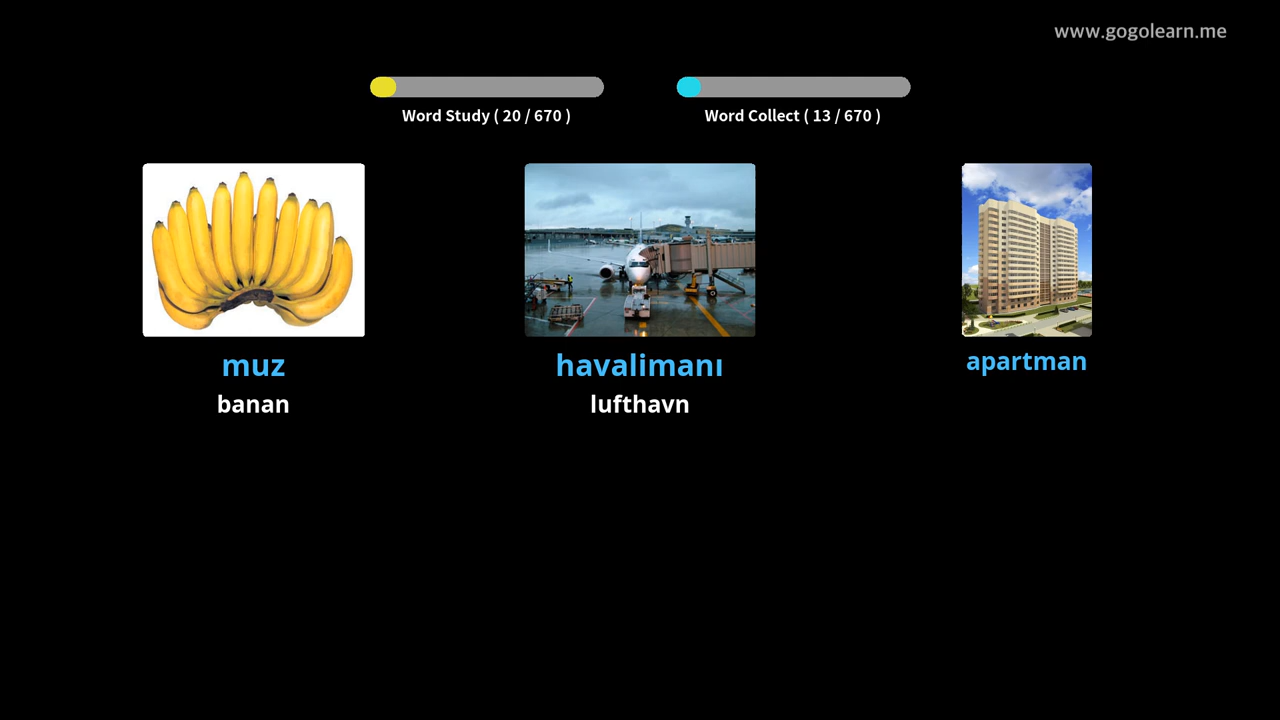 www.gogolearn.me
Word Study ( 20 / 670 )
Word Collect ( 13 / 670 )
muz
banan
havalimanı
lufthavn
apartman